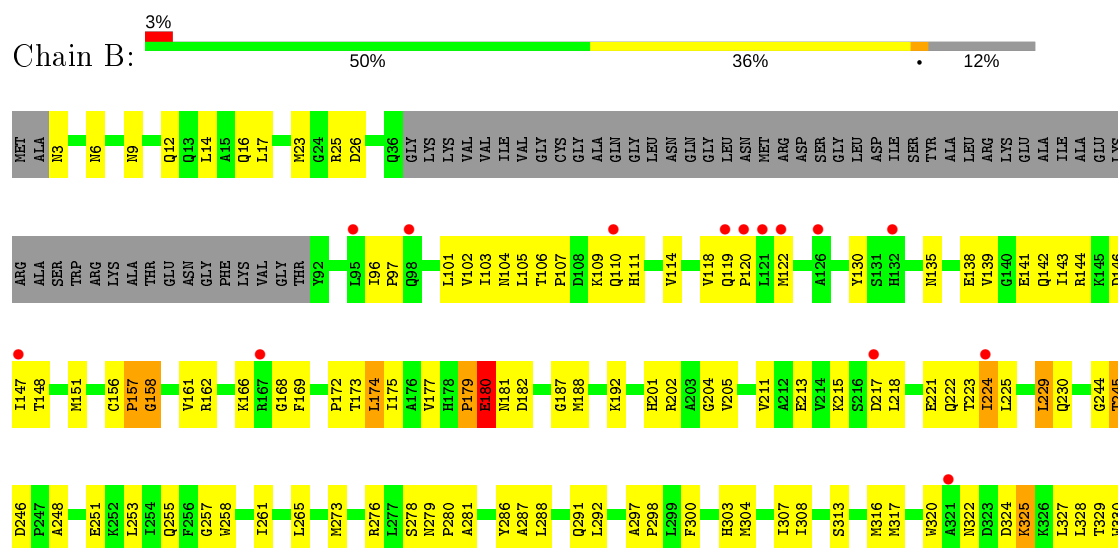 3%
Chain B:
50% 36% • 12%
MET ALA N3 N6 N9 Q12 Q13 L14 A15 Q16 L17 M23 G24 R25 D26 Q36 GLY LYS LYS VAL VAL ILE VAL GLY CYS GLY ALA GLN GLY LEU ASN GLN GLY LEU ASN MET ARG ASP SER GLY LEU ASP ILE SER TYR ALA LEU ARG LYS GLU ALA ILE ALA GLU LYS
ARG ALA SER TRP ARG LYS ALA THR GLU ASN GLY PHE LYS VAL GLY THR Y92 L95 I96 P97 Q98 L101 V102 I103 N104 L105 T106 P107 D108 K109 Q110 H111 V114 V118 Q119 P120 L121 M122 A126 Y130 S131 H132 N135 E138 V139 G140 E141 Q142 I143 R144 K145 D146
I147 T148 M151 C156 P157 G158 V161 R162 K166 R167 G168 F169 P172 T173 L174 I175 A176 V177 H178 P179 E180 N181 D182 G187 M188 K192 H201 R202 A203 G204 V205 V211 A212 E213 V214 K215 S216 D217 L218 E221 Q222 T223 I224 L225 L229 Q230 G244 T245
D246 P247 A248 E251 K252 L253 I254 Q255 F256 G257 W258 I261 L265 M273 R276 L277 S278 N279 P280 A281 Y286 A287 L288 Q291 L292 A297 P298 L299 F300 H303 M304 I307 I308 S313 M316 M317 W320 A321 N322 D323 D324 K325 K326 L327 L328 T329